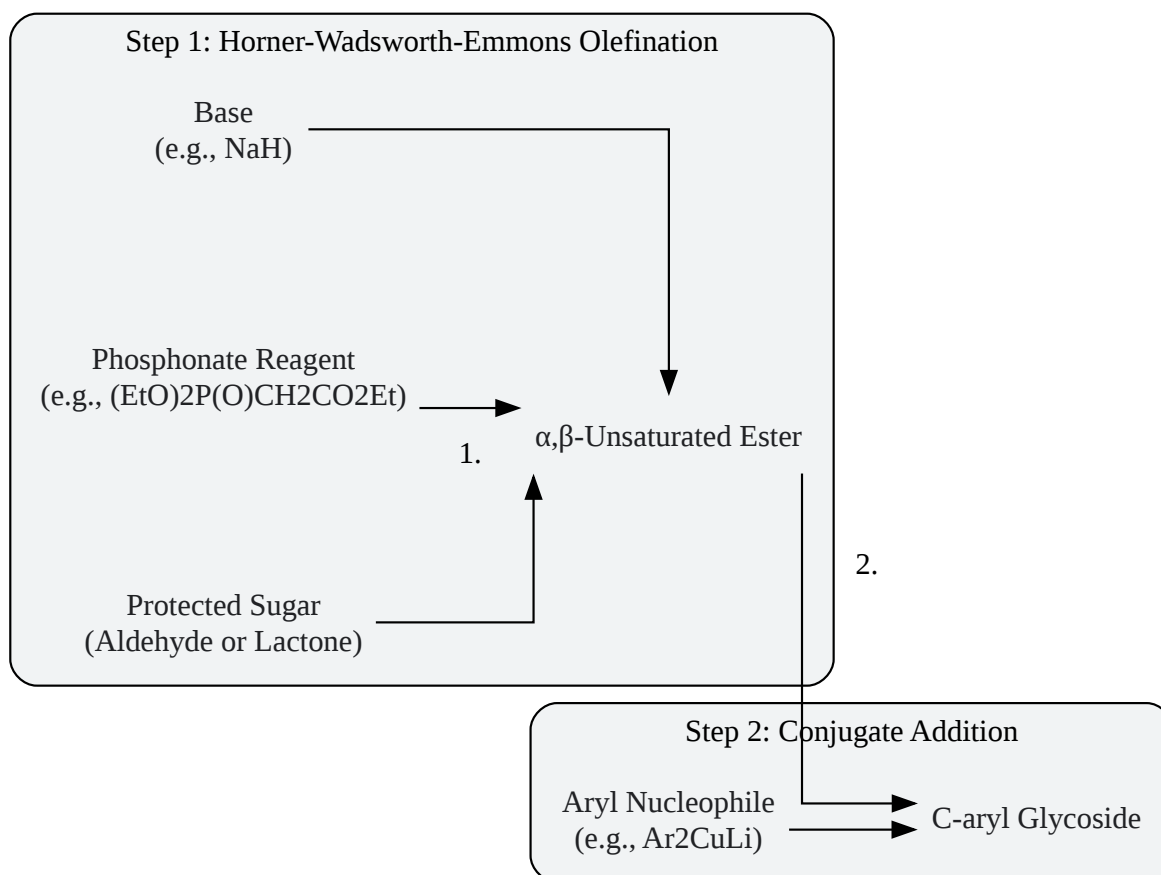 Step 1: Horner-Wadsworth-Emmons Olefination
Base
(e.g., NaH)
Phosphonate Reagent
(e.g., (EtO)2P(O)CH2CO2Et)
1.
α,β-Unsaturated Ester
2.
Protected Sugar
(Aldehyde or Lactone)
Step 2: Conjugate Addition
Aryl Nucleophile
(e.g., Ar2CuLi)
C-aryl Glycoside